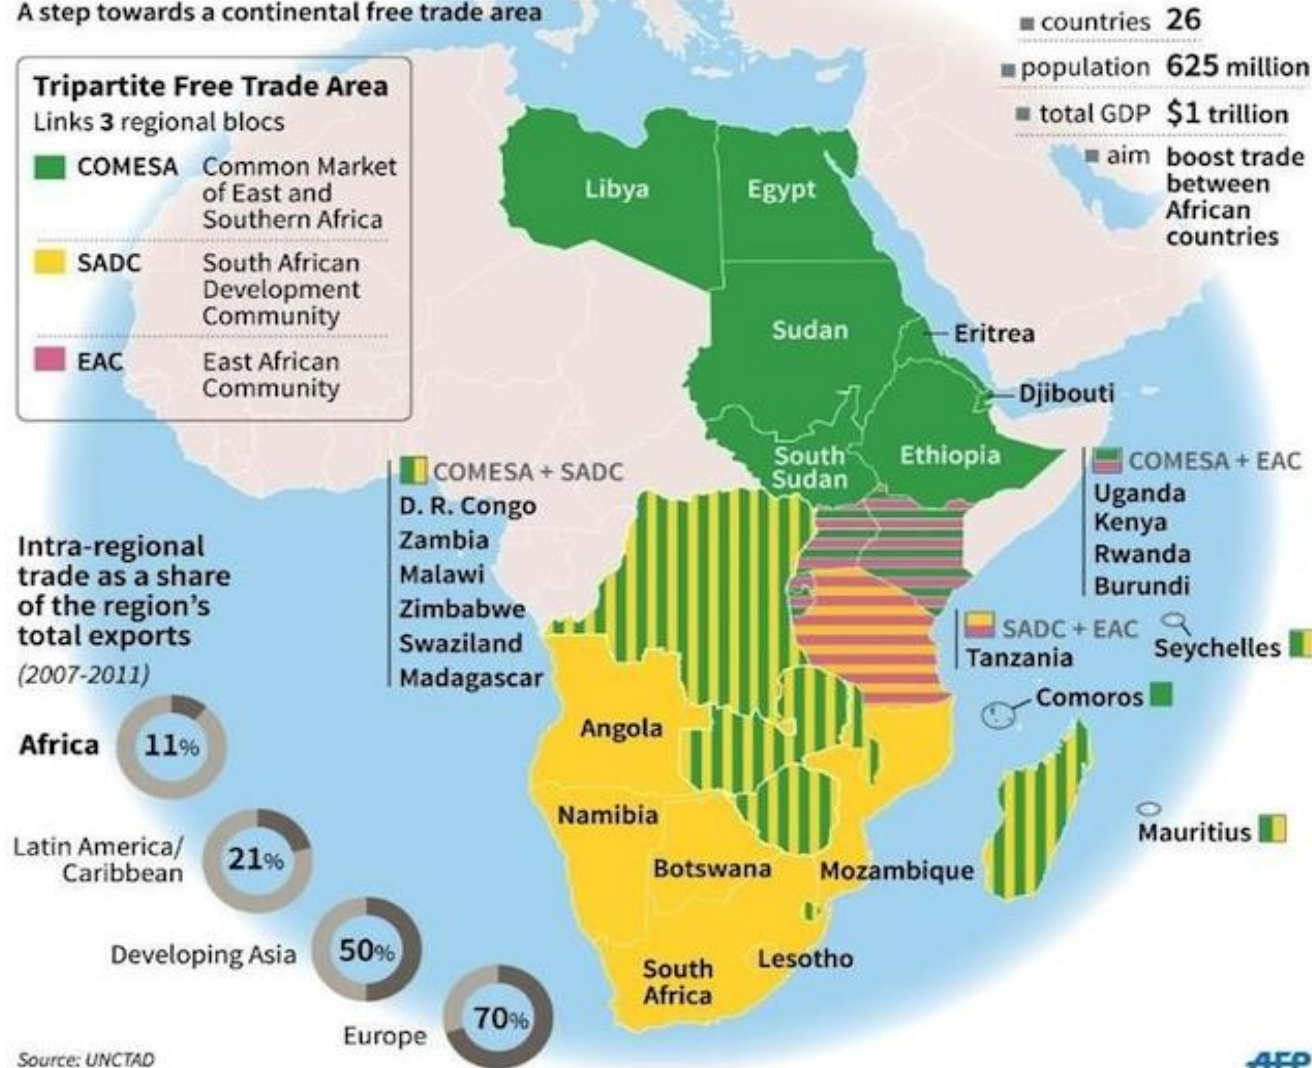 A step towards a continental free trade area
countries 26
population 625 million
total GDP $1 trillion
aim boost trade
between
African
countries
Tripartite Free Trade Area
Links 3 regional blocs
COMESA Common Market
of East and
Southern Africa
SADC South African
Development
Community
EAC East African
Community
Libya
Egypt
Sudan
Eritrea
Djibouti
South
Sudan
Ethiopia
COMESA + SADC
D. R. Congo
Zambia
Malawi
Zimbabwe
Swaziland
Madagascar
COMESA + EAC
Uganda
Kenya
Rwanda
Burundi
SADC + EAC
Tanzania
Seychelles
Comoros
Mauritius
Angola
Namibia
Botswana
Mozambique
South
Africa
Lesotho
Intra-regional
trade as a share
of the region's
total exports
(2007-2011)
Africa 11%
Latin America/
Caribbean 21%
Developing Asia 50%
Europe 70%
Source: UNCTAD
AFP